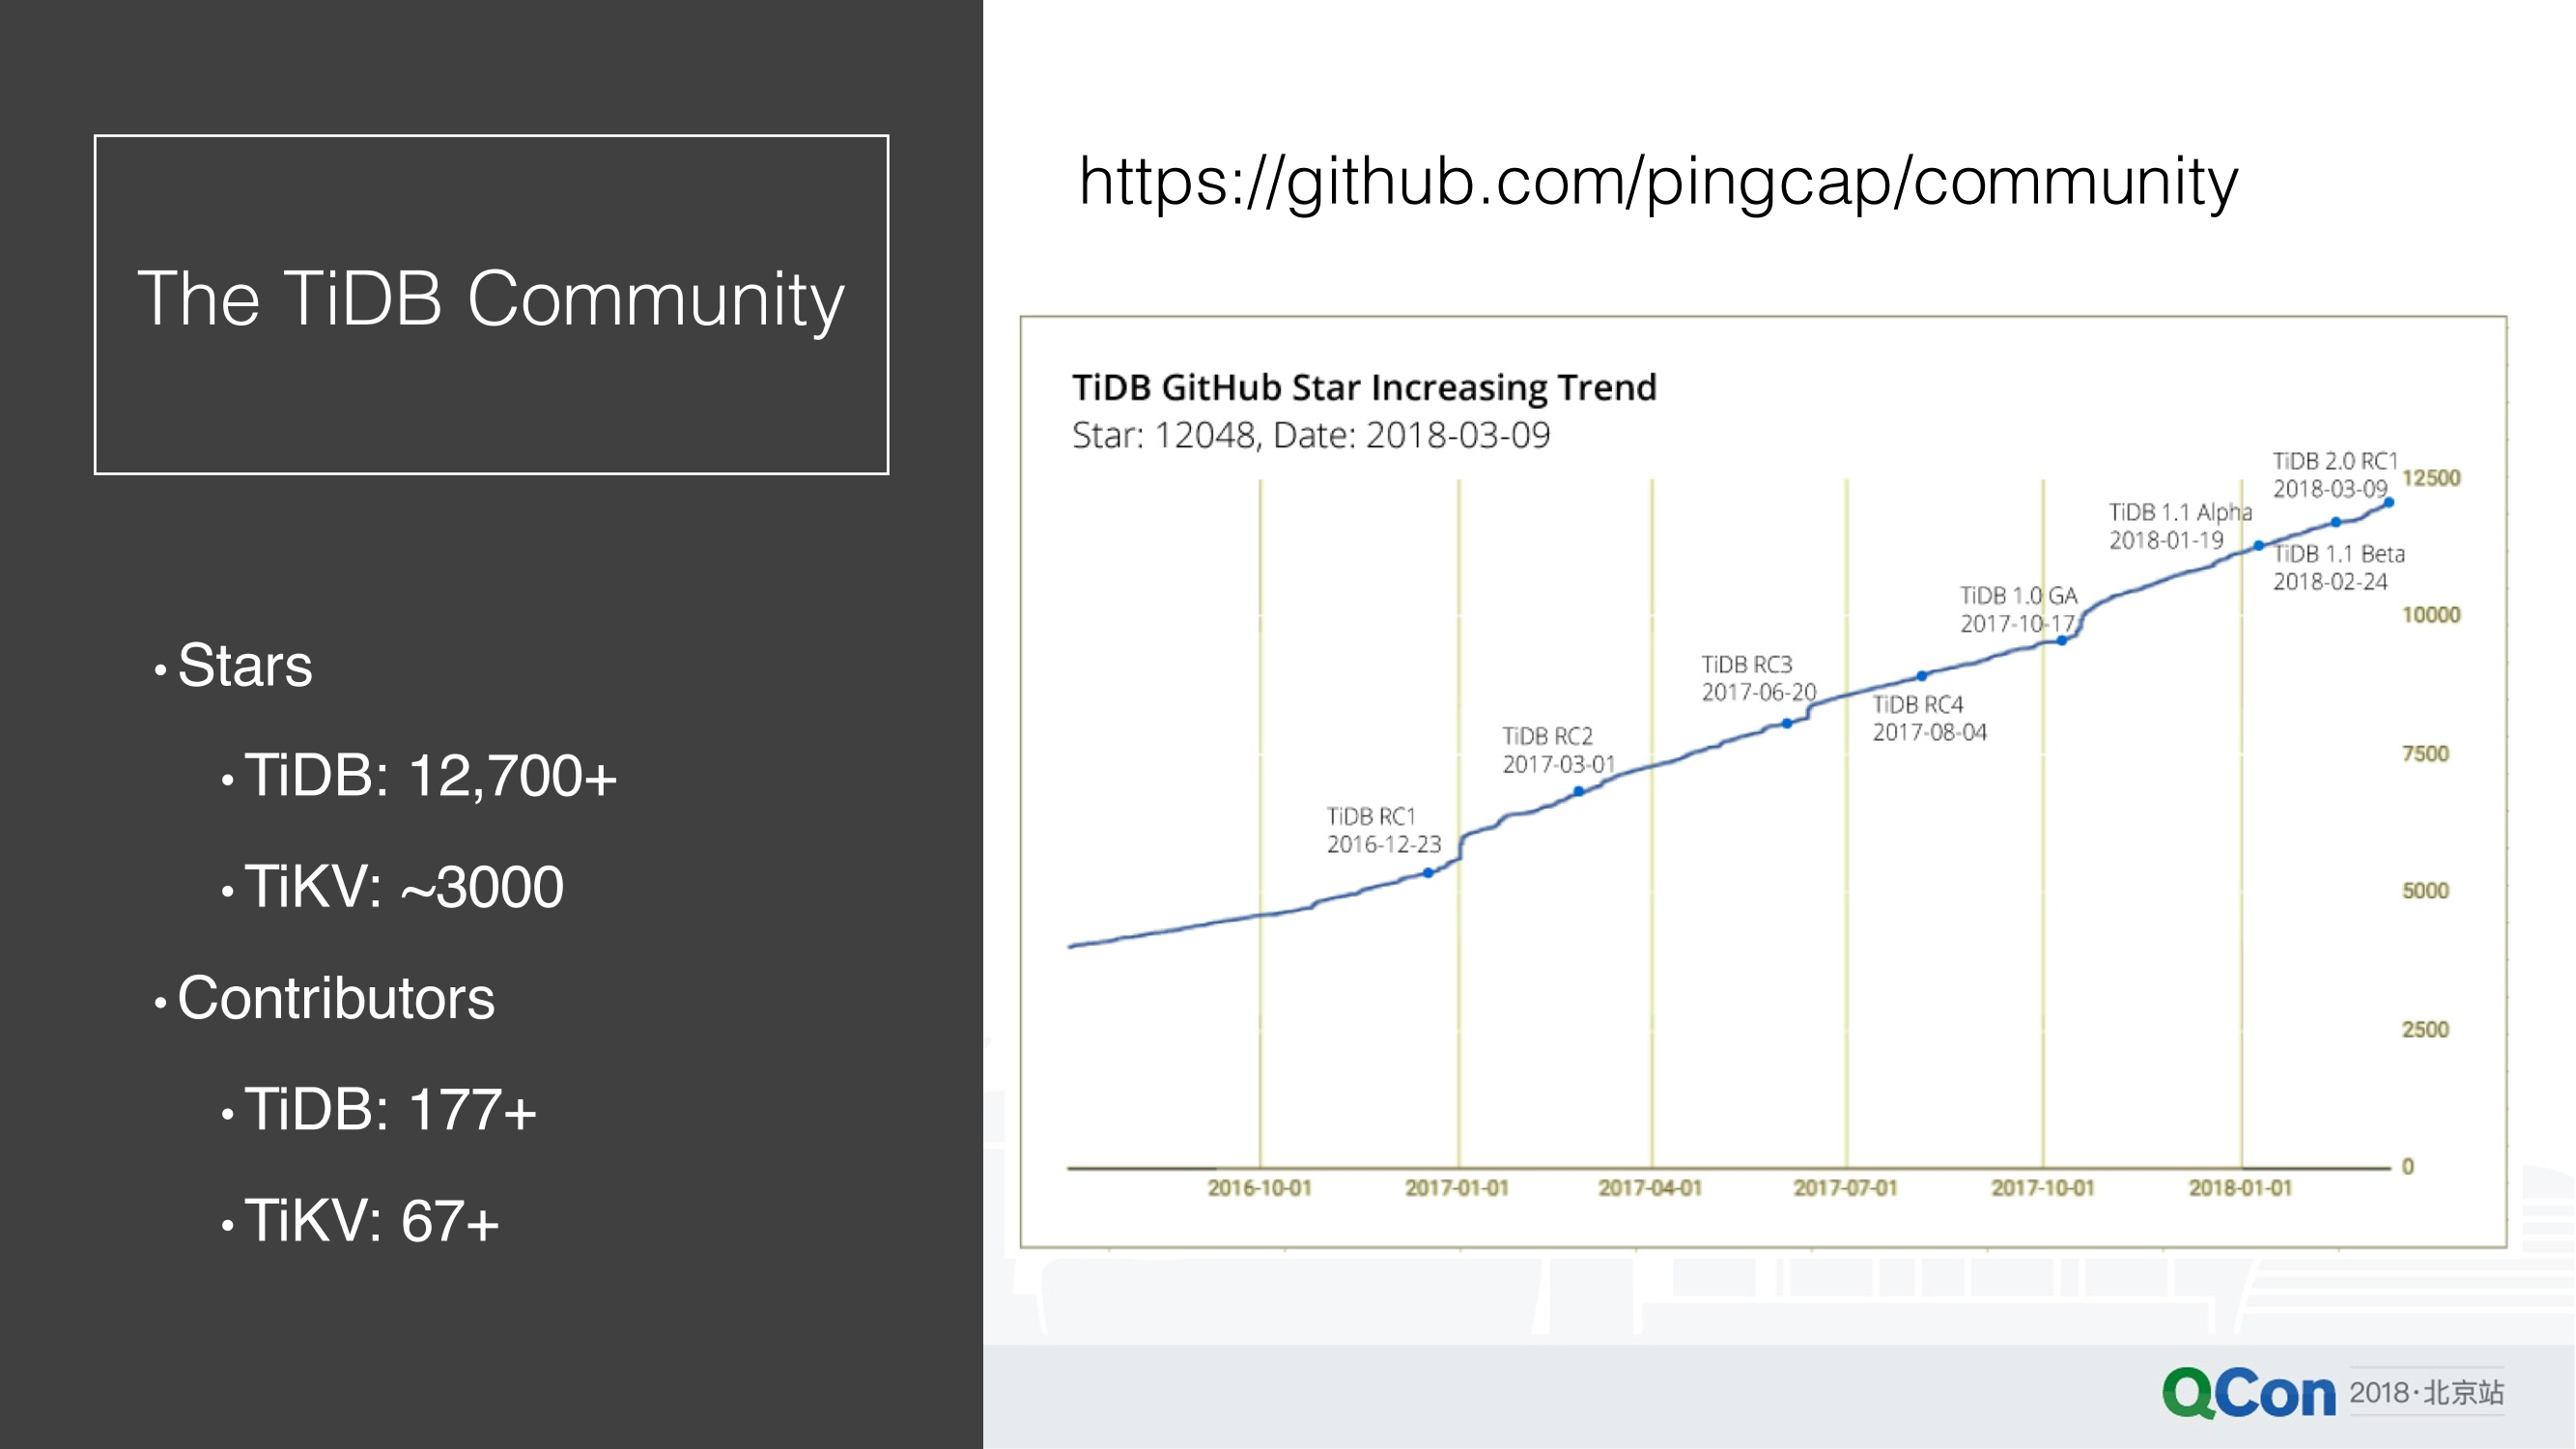 The TiDB Community
• Stars
• TiDB: 12,700+
• TiKV: ~3000
• Contributors
• TiDB: 177+
• TiKV: 67+
https://github.com/pingcap/community
TiDB GitHub Star Increasing Trend
Star: 12048, Date: 2018-03-09
TiDB RC1
2016-12-23
TiDB RC2
2017-03-01
TiDB RC3
2017-06-20
TiDB RC4
2017-08-04
TiDB 1.0 GA
2017-10-17
TiDB 1.1 Alpha
2018-01-19
TiDB 1.1 Beta
2018-02-24
TiDB 2.0 RC1
2018-03-09
12500
10000
7500
5000
2500
0
2016-10-01
2017-01-01
2017-04-01
2017-07-01
2017-10-01
2018-01-01
QCon 2018·北京站